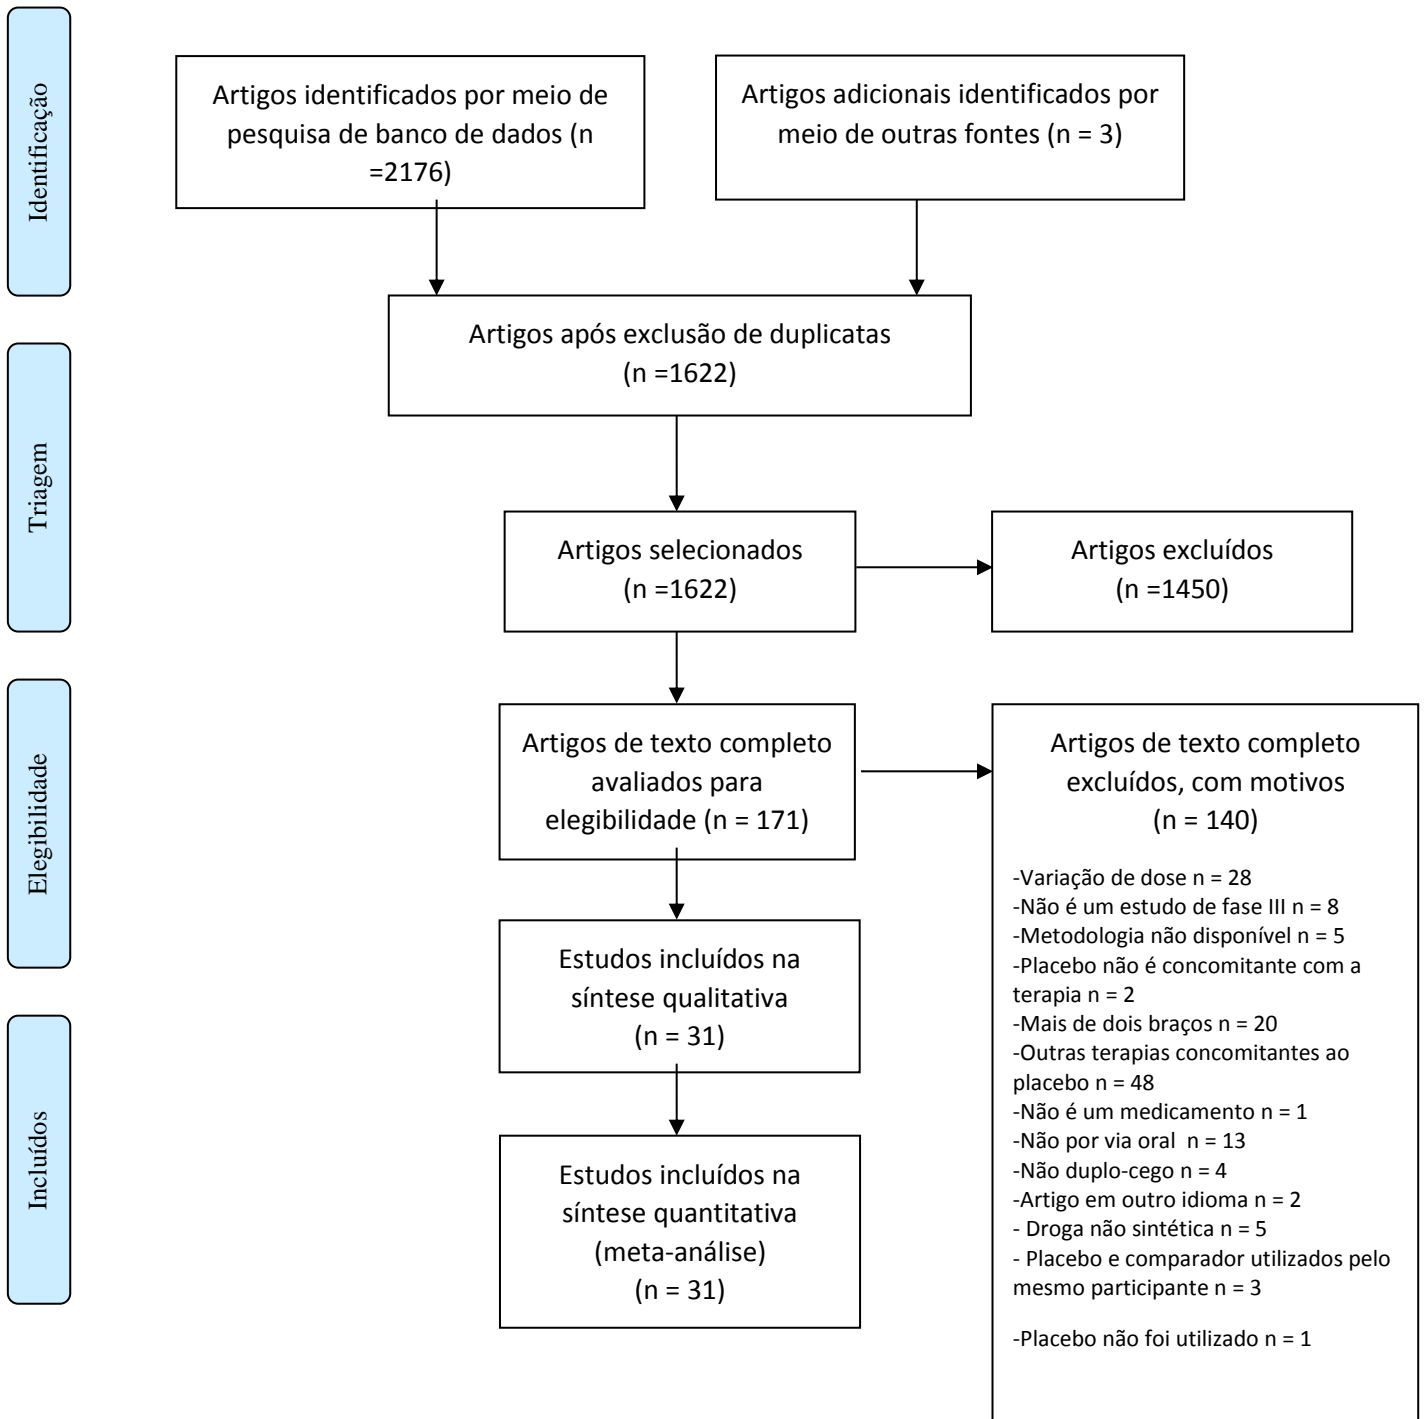 Identificação
Artigos identificados por meio de
pesquisa de banco de dados (n
=2176)
Artigos adicionais identificados por
meio de outras fontes (n = 3)
Artigos após exclusão de duplicatas
(n =1622)
Triagem
Artigos selecionados
(n =1622)
Artigos excluídos
(n =1450)
Elegibilidade
Artigos de texto completo
avaliados para
elegibilidade (n = 171)
Artigos de texto completo
excluídos, com motivos
(n = 140)
-Variação de dose n = 28
-Não é um estudo de fase III n = 8
-Metodologia não disponível n = 5
-Placebo não é concomitante com a
terapia n = 2
-Mais de dois braços n = 20
-Outras terapias concomitantes ao
placebo n = 48
-Não é um medicamento n = 1
-Não por via oral  n = 13
-Não duplo-cego n = 4
-Artigo em outro idioma n = 2
- Droga não sintética n = 5
- Placebo e comparador utilizados pelo
mesmo participante n = 3
-Placebo não foi utilizado n = 1
Estudos incluídos na
síntese qualitativa
(n = 31)
Incluídos
Estudos incluídos na
síntese quantitativa
(meta-análise)
(n = 31)